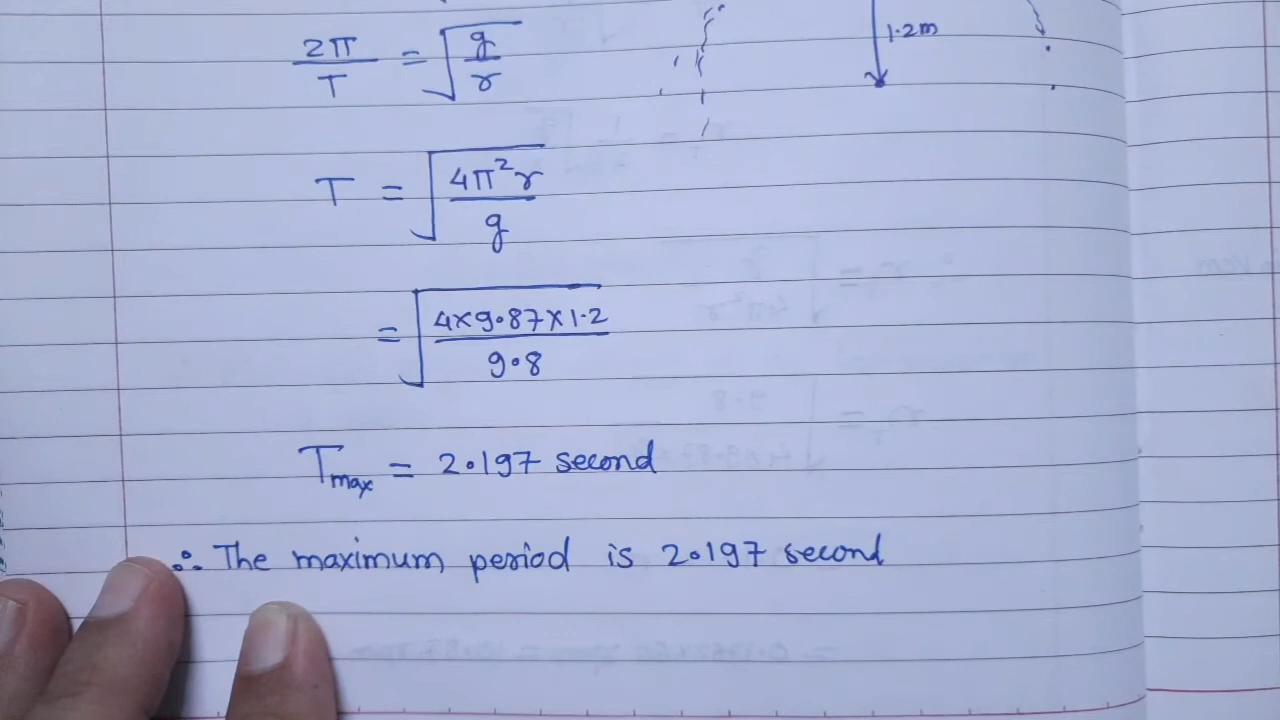 2π/T = √(g/r)
1.2m
T = √(4π²r/g)
= √(4×9.87×1.2/9.8)
Tmax = 2.197 second
∴ The maximum period is 2.197 second